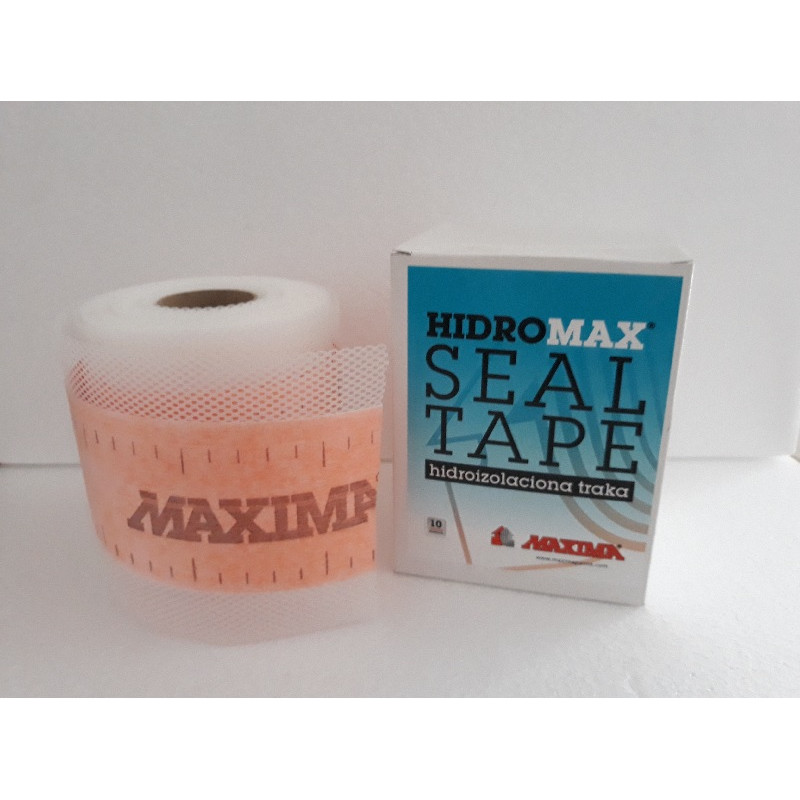 MAXIMA
HIDROMAX®
SEAL
TAPE
hidroizolaciona traka
10
MAXIMA®